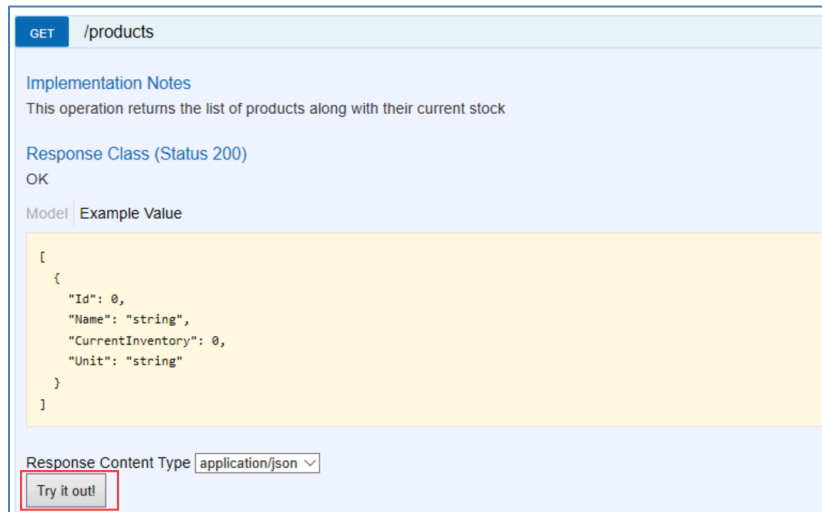 GET /products
Implementation Notes
This operation returns the list of products along with their current stock
Response Class (Status 200)
OK
Model Example Value
[
  {
    "Id": 0,
    "Name": "string",
    "CurrentInventory": 0,
    "Unit": "string"
  }
]
Response Content Type application/json
Try it out!